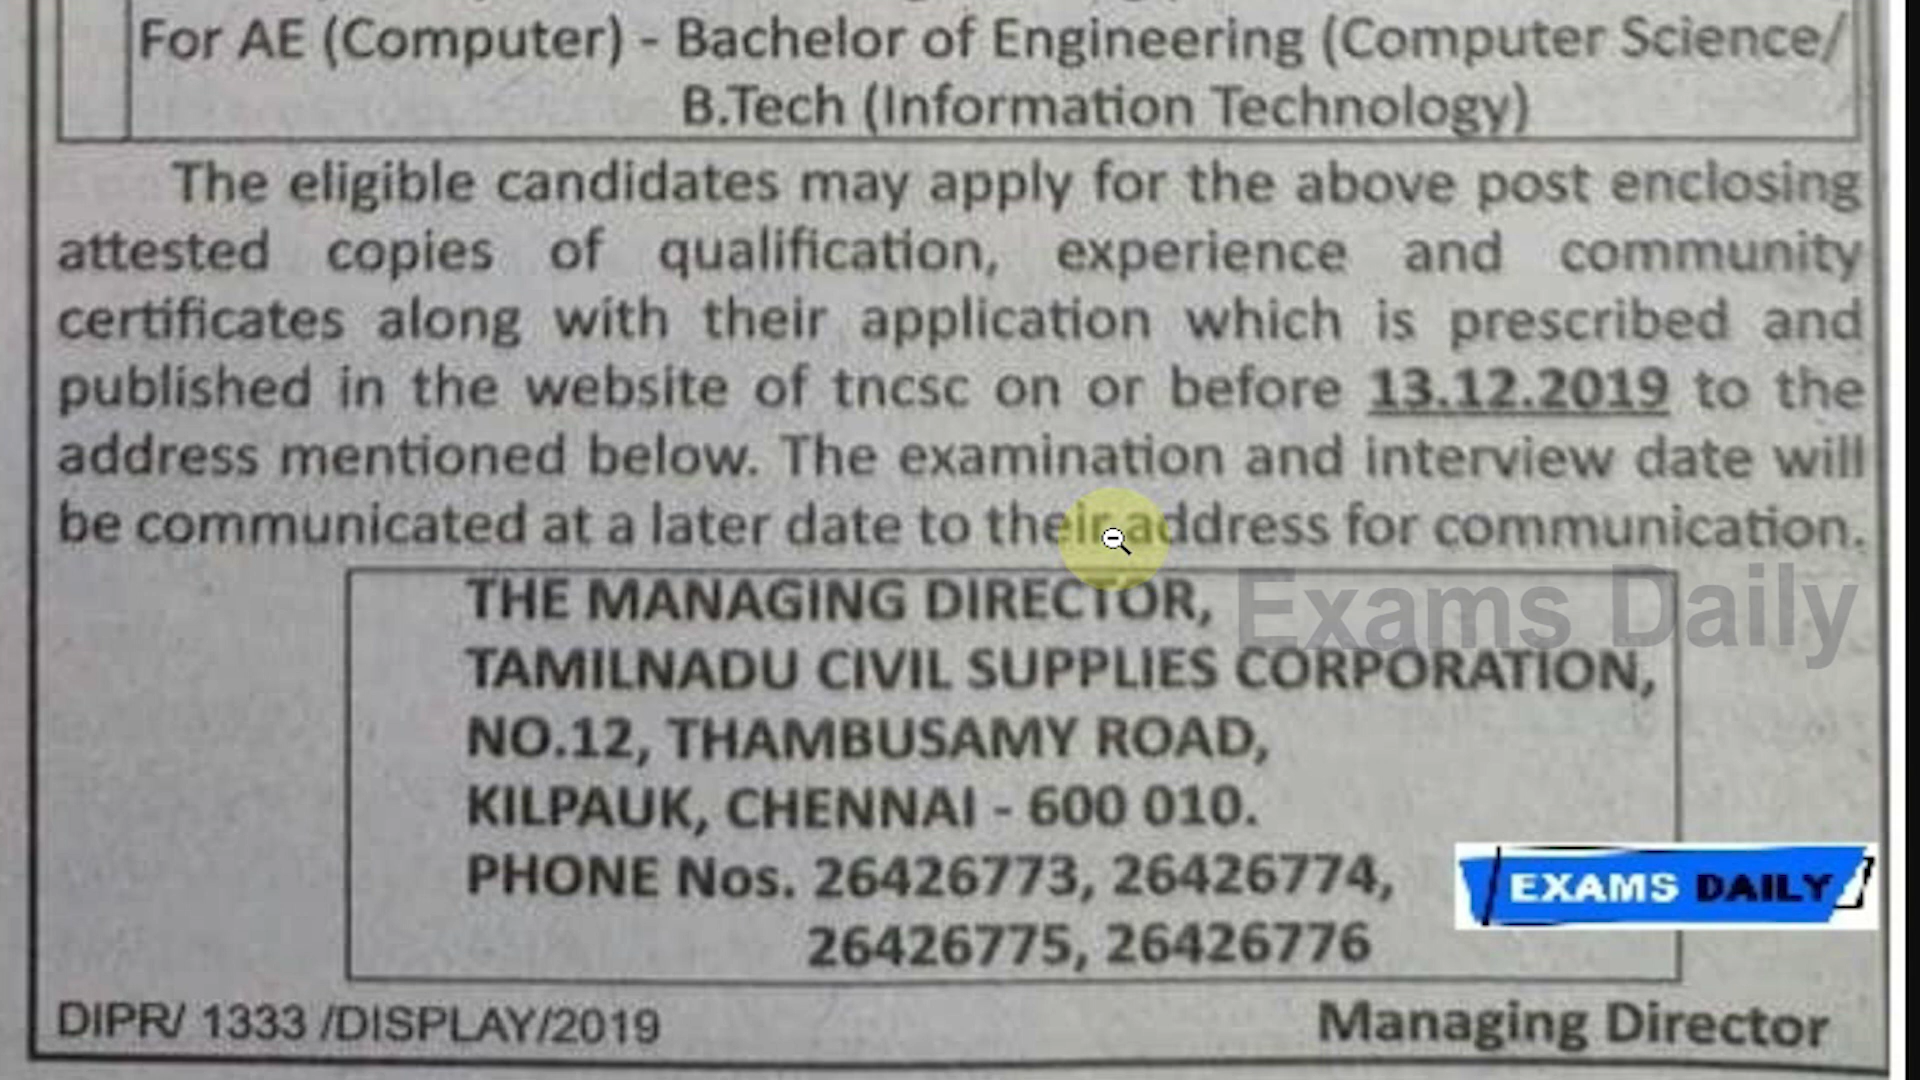 For AE (Computer) - Bachelor of Engineering (Computer Science/
B.Tech (Information Technology)
The eligible candidates may apply for the above post enclosing
attested copies of qualification, experience and community
certificates along with their application which is prescribed and
published in the website of tncsc on or before 13.12.2019 to the
address mentioned below. The examination and interview date will
be communicated at a later date to their address for communication.
THE MANAGING DIRECTOR,
Exams Daily
TAMILNADU CIVIL SUPPLIES CORPORATION,
NO.12, THAMBUSAMY ROAD,
KILPAUK, CHENNAI - 600 010.
PHONE Nos. 26426773, 26426774,
EXAMS DAILY
26426775, 26426776
DIPR/ 1333 /DISPLAY/2019
Managing Director